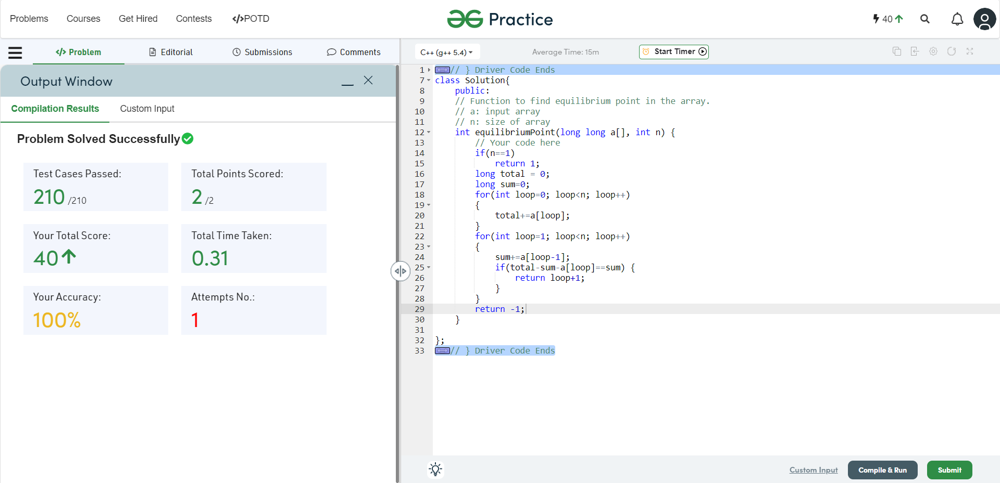 Problems Courses Get Hired Contests </>POTD
Practice
40
</> Problem Editorial Submissions Comments
Output Window
Compilation Results Custom Input
Problem Solved Successfully
Test Cases Passed:
210 /210
Total Points Scored:
2 /2
Your Total Score:
40
Total Time Taken:
0.31
Your Accuracy:
100%
Attempts No.:
1
C++ (g++ 5.4)
Average Time: 15m
Start Timer
1 // } Driver Code Ends
7 class Solution{
8     public:
9     // Function to find equilibrium point in the array.
10     // a: input array
11     // n: size of array
12     int equilibriumPoint(long long a[], int n) {
13         // Your code here
14         if(n==1)
15             return 1;
16         long total = 0;
17         long sum=0;
18         for(int loop=0; loop<n; loop++)
19         {
20             total+=a[loop];
21         }
22         for(int loop=1; loop<n; loop++)
23         {
24             sum+=a[loop-1];
25             if(total-sum-a[loop]==sum) {
26                 return loop+1;
27             }
28         }
29         return -1;
30     }
31
32 };
33 // } Driver Code Ends
Custom Input
Compile & Run
Submit